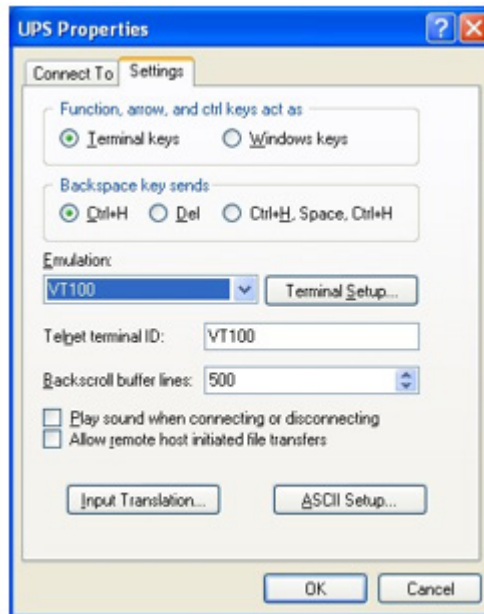 UPS Properties
Connect To Settings
Function, arrow, and ctrl keys act as
Terminal keys Windows keys
Backspace key sends
Ctrl+H Del Ctrl+H, Space, Ctrl+H
Emulation:
VT100 Terminal Setup...
Telnet terminal ID: VT100
Backscroll buffer lines: 500
Play sound when connecting or disconnecting
Allow remote host initiated file transfers
Input Translation... ASCII Setup...
OK Cancel